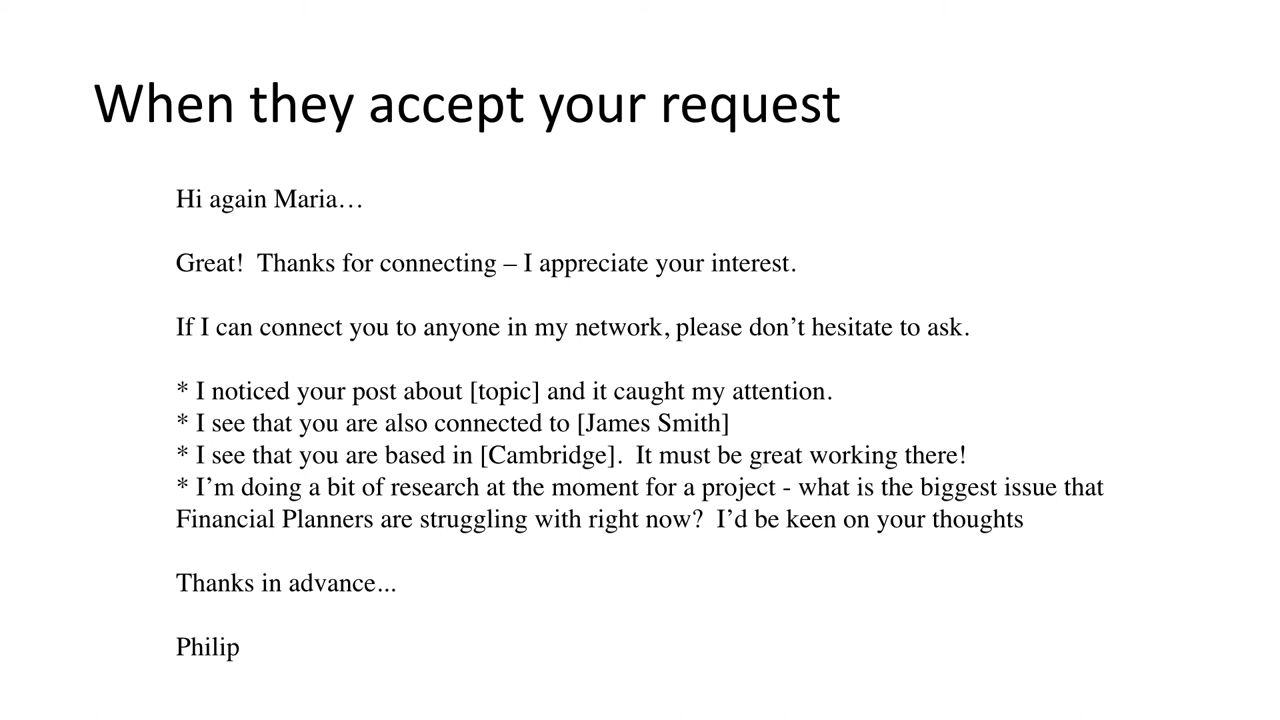 When they accept your request
Hi again Maria…
Great!  Thanks for connecting – I appreciate your interest.
If I can connect you to anyone in my network, please don’t hesitate to ask.
* I noticed your post about [topic] and it caught my attention.
* I see that you are also connected to [James Smith]
* I see that you are based in [Cambridge].  It must be great working there!
* I’m doing a bit of research at the moment for a project - what is the biggest issue that
Financial Planners are struggling with right now?  I’d be keen on your thoughts
Thanks in advance...
Philip